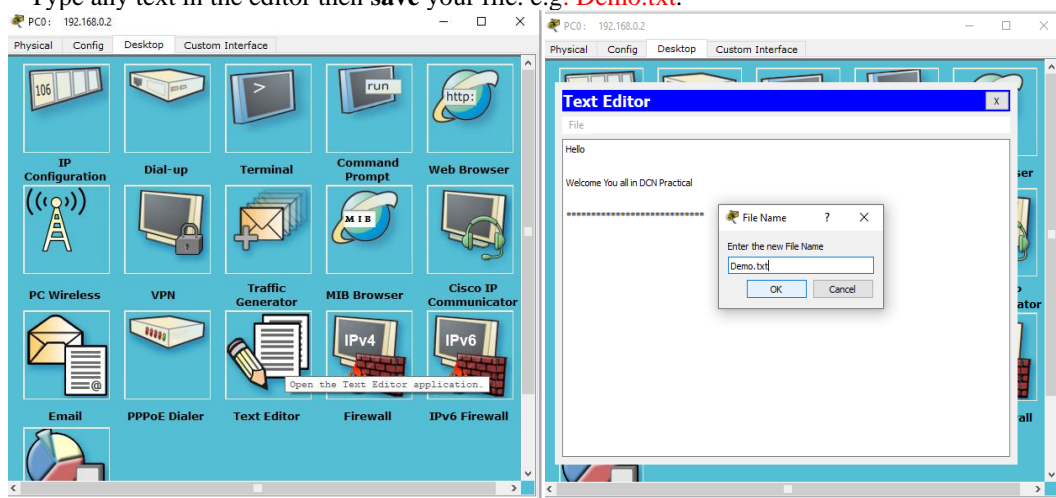 Type any text in the editor then save your file. e.g. Demo.txt.
PC0: 192.168.0.2
Physical Config Desktop Custom Interface
106
>
run
http:
IP Configuration
Dial-up
Terminal
Command Prompt
Web Browser
MIB
PC Wireless
VPN
Traffic Generator
MIB Browser
Cisco IP Communicator
@
IPv4
IPv6
Open the Text Editor application.
Email
PPPoE Dialer
Text Editor
Firewall
IPv6 Firewall
PC0: 192.168.0.2
Physical Config Desktop Custom Interface
Text Editor
X
File
Hello
Welcome You all in DCN Practical
File Name ?
Enter the new File Name
Demo.txt
OK Cancel
ser
ator
all